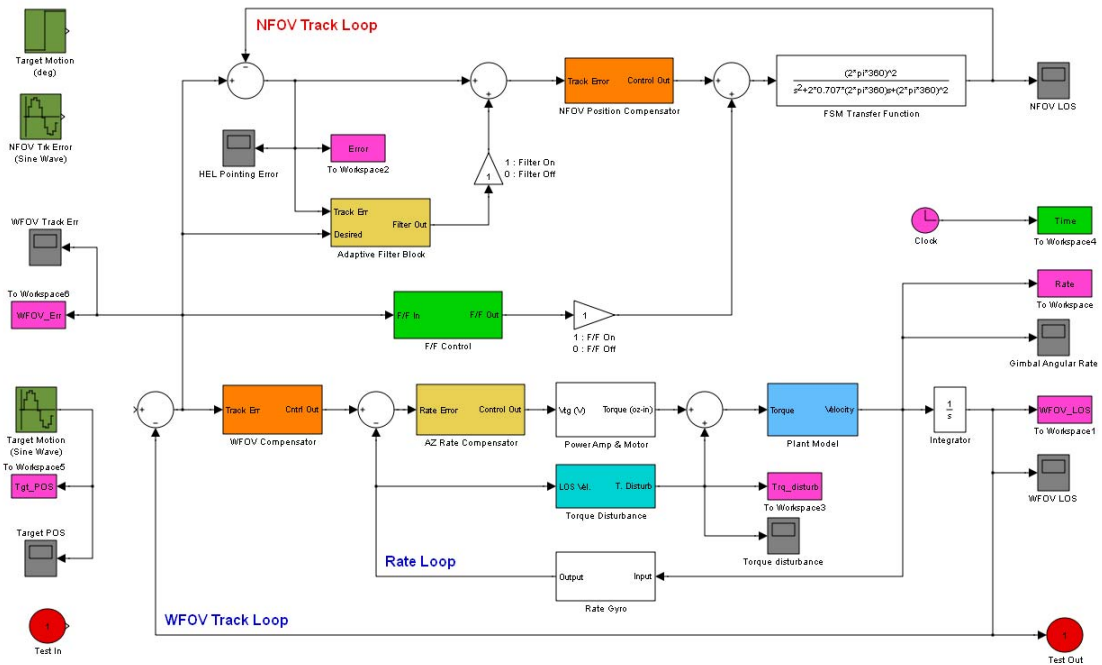 NFOV Track Loop
Target Motion
(deg)
+
−
+
+
Track Error
Control Out
NFOV Position Compensator
+
+
(2*pi*360)^2
s2+2*0.707*(2*pi*360)s+(2*pi*360)^2
FSM Transfer Function
NFOV LOS
NFOV Trk Error
(Sine Wave)
HEL Pointing Error
Error
To Workspace2
1
1 : Filter On
0 : Filter Off
Track Err
Desired
Filter Out
Adaptive Filter Block
WFOV Track Err
Clock
Time
To Workspace4
To Workspace6
WFOV_Err
F/F In
F/F Out
F/F Control
1
1 : F/F On
0 : F/F Off
Rate
To Workspace
Gimbal Angular Rate
Target Motion
(Sine Wave)
+
−
Track Err
Cntrl Out
WFOV Compensator
+
−
Rate Error
Control Out
AZ Rate Compensator
Vtg (V)
Torque (oz-in)
Power Amp & Motor
+
+
Torque
Velocity
Plant Model
1
s
Integrator
WFOV_LOS
To Workspace1
To Workspace5
Tgt_POS
LOS Vel.
T. Disturb
Torque Disturbance
Trq_disturb
To Workspace3
WFOV LOS
Target POS
Torque disturbance
Rate Loop
Output
Input
Rate Gyro
WFOV Track Loop
1
Test In
1
Test Out